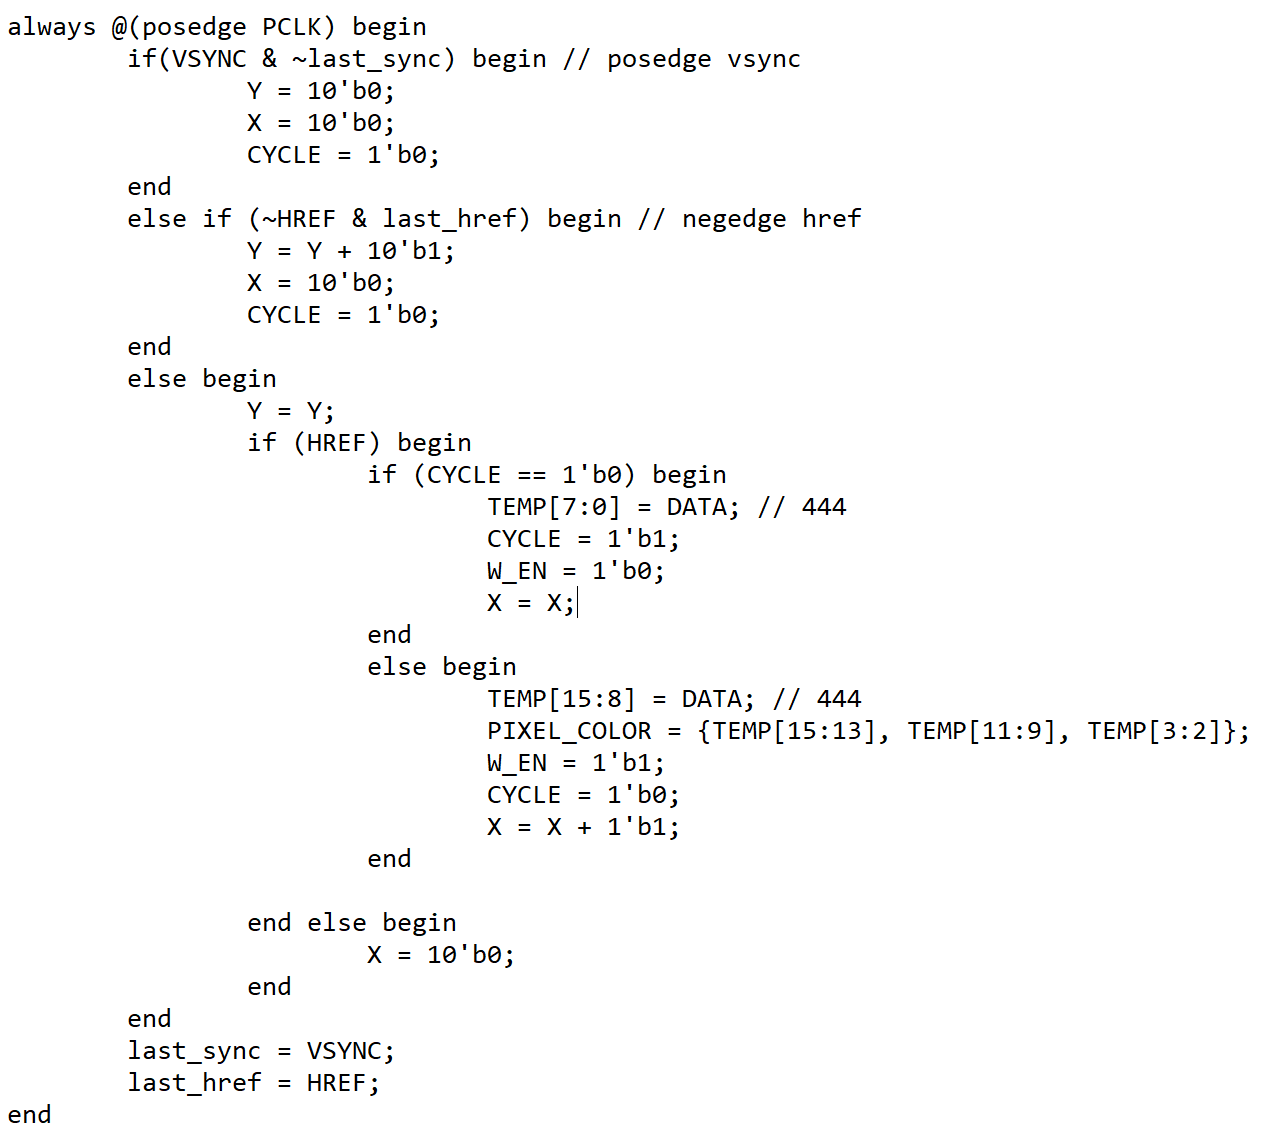 always @(posedge PCLK) begin
if(VSYNC & ~last_sync) begin // posedge vsync
Y = 10'b0;
X = 10'b0;
CYCLE = 1'b0;
end
else if (~HREF & last_href) begin // negedge href
Y = Y + 10'b1;
X = 10'b0;
CYCLE = 1'b0;
end
else begin
Y = Y;
if (HREF) begin
if (CYCLE == 1'b0) begin
TEMP[7:0] = DATA; // 444
CYCLE = 1'b1;
W_EN = 1'b0;
X = X;
end
else begin
TEMP[15:8] = DATA; // 444
PIXEL_COLOR = {TEMP[15:13], TEMP[11:9], TEMP[3:2]};
W_EN = 1'b1;
CYCLE = 1'b0;
X = X + 1'b1;
end
end else begin
X = 10'b0;
end
end
last_sync = VSYNC;
last_href = HREF;
end